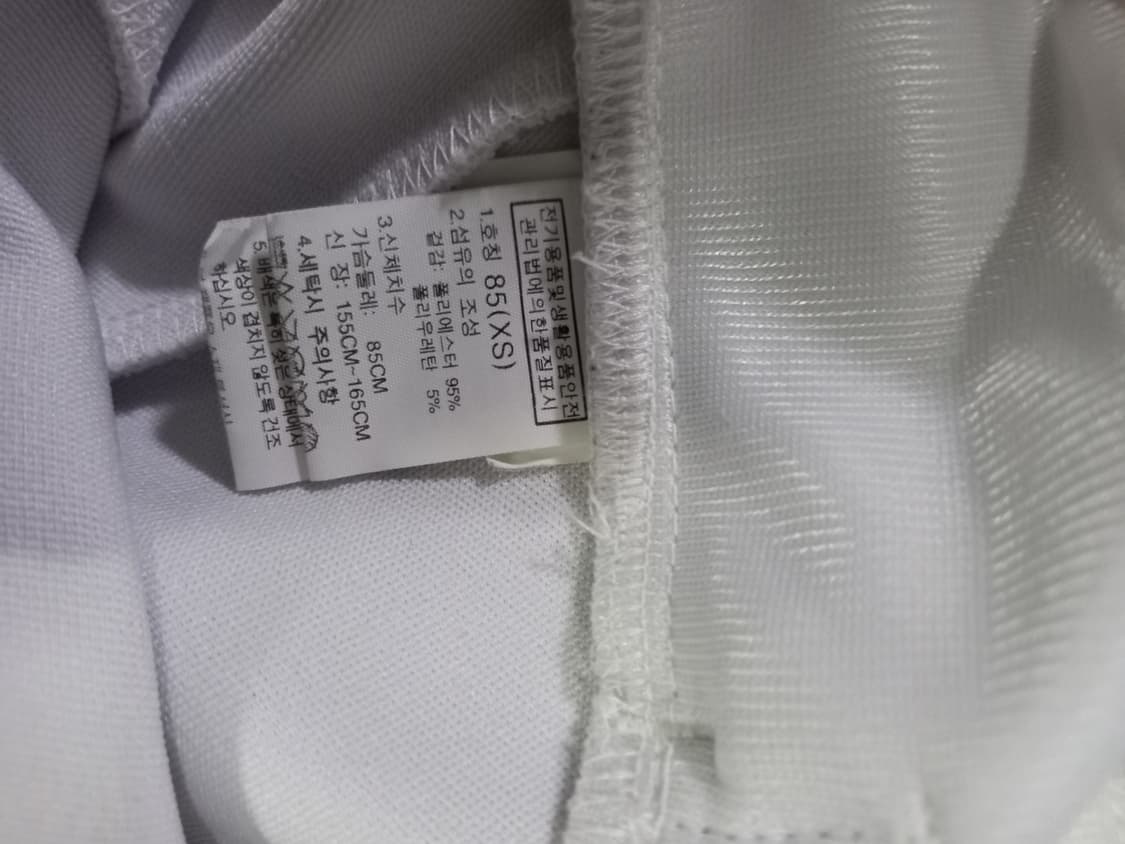 전기용품및생활용품안전
관리법에의한품질표시
1.호칭 85(XS)
2.섬유의 조성
겉감: 폴리에스터 95%
폴리우레탄 5%
3.신체치수
가슴둘레: 85CM
신 장: 155CM~165CM
4.세탁시 주의사항
5.배색은 특히 젖은 상태에서
색상이 겹치지 않도록 건조
하십시오